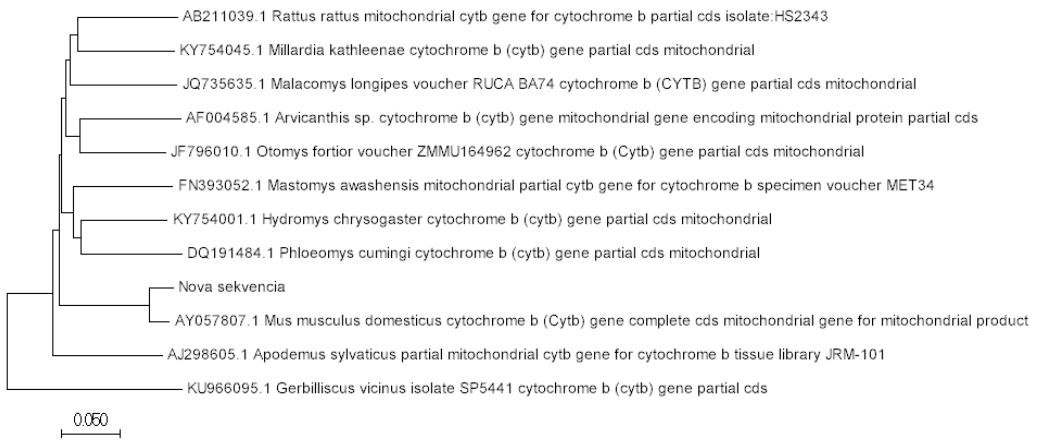 AB211039.1 Rattus rattus mitochondrial cytb gene for cytochrome b partial cds isolate:HS2343
KY754045.1 Millardia kathleenae cytochrome b (cytb) gene partial cds mitochondrial
JQ735635.1 Malacomys longipes voucher RUCA BA74 cytochrome b (CYTB) gene partial cds mitochondrial
AF004585.1 Arvicanthis sp. cytochrome b (cytb) gene mitochondrial gene encoding mitochondrial protein partial cds
JF796010.1 Otomys fortior voucher ZMMU164962 cytochrome b (Cytb) gene partial cds mitochondrial
FN393052.1 Mastomys awashensis mitochondrial partial cytb gene for cytochrome b specimen voucher MET34
KY754001.1 Hydromys chrysogaster cytochrome b (cytb) gene partial cds mitochondrial
DQ191484.1 Phloeomys cumingi cytochrome b (cytb) gene partial cds mitochondrial
Nova sekvencia
AY057807.1 Mus musculus domesticus cytochrome b (Cytb) gene complete cds mitochondrial gene for mitochondrial product
AJ298605.1 Apodemus sylvaticus partial mitochondrial cytb gene for cytochrome b tissue library JRM-101
KU966095.1 Gerbilliscus vicinus isolate SP5441 cytochrome b (cytb) gene partial cds
0.050